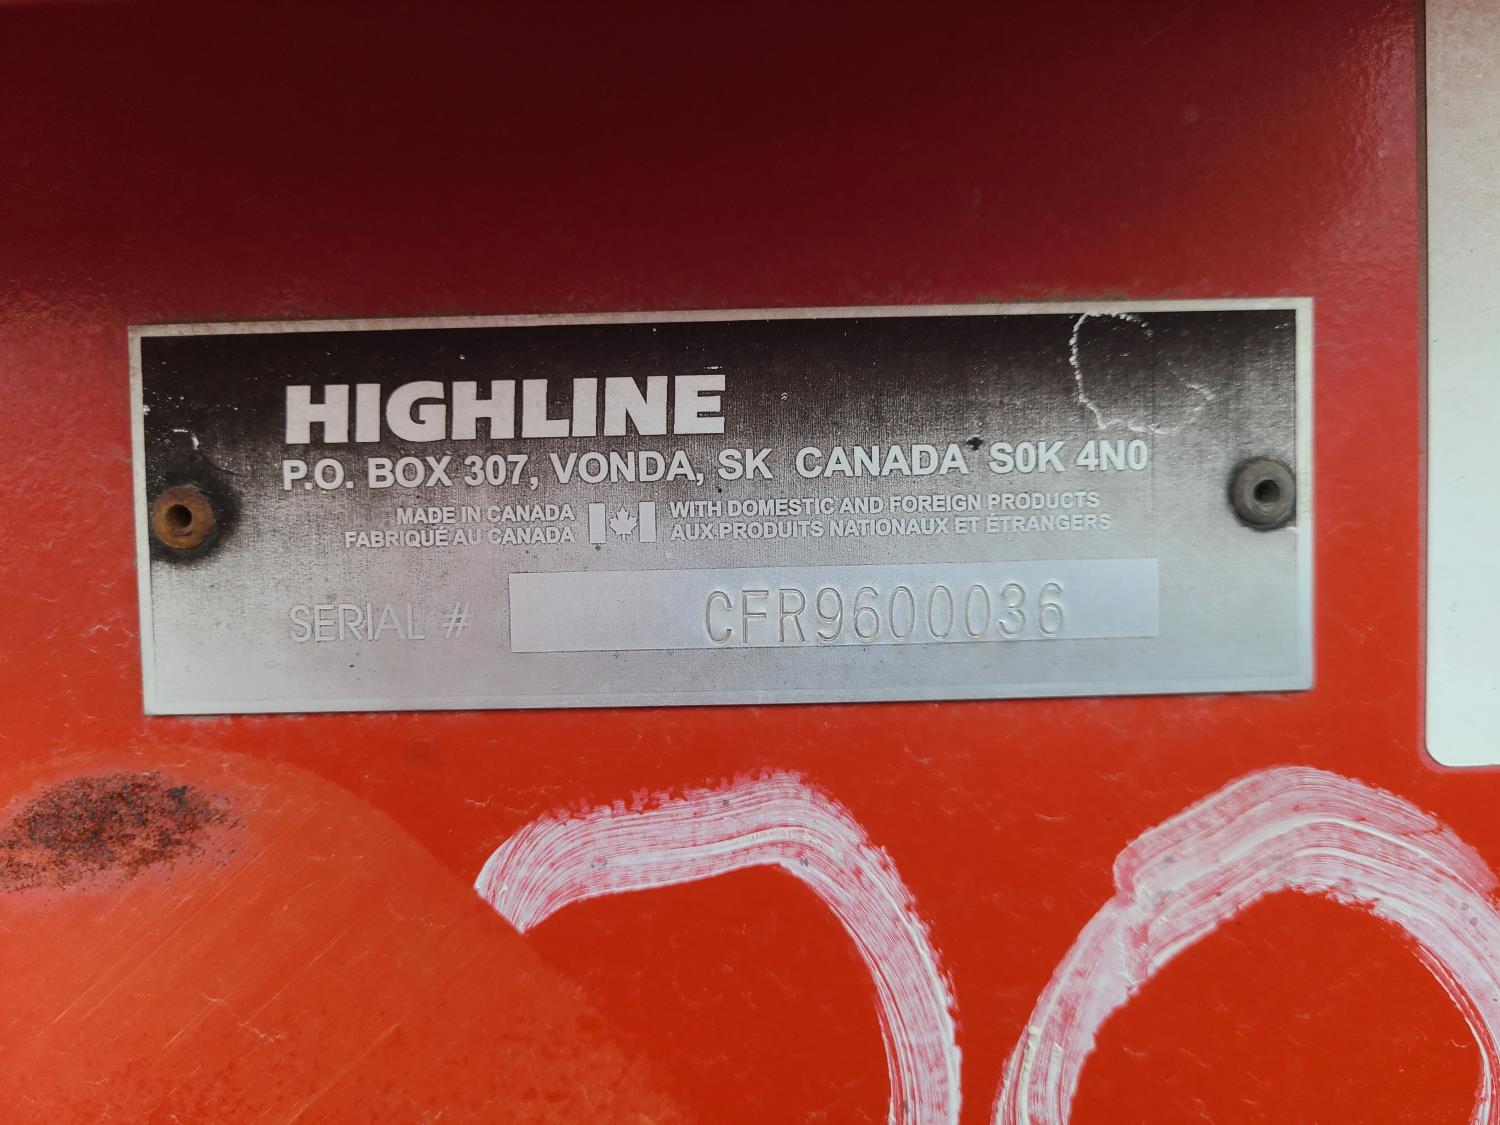 HIGHLINE
P.O. BOX 307, VONDA, SK CANADA S0K 4N0
MADE IN CANADA WITH DOMESTIC AND FOREIGN PRODUCTS
FABRIQUÉ AU CANADA AUX PRODUITS NATIONAUX ET ÉTRANGERS
SERIAL # CFR9600036